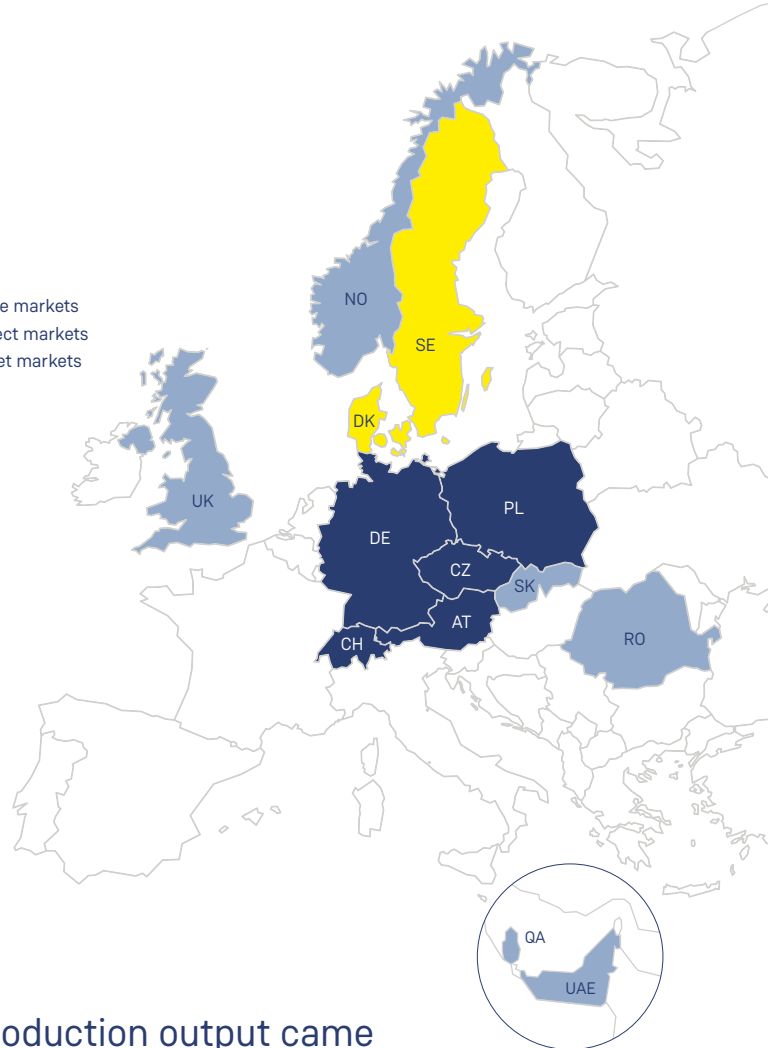 e markets
ect markets
et markets
NO
SE
DK
UK
DE
PL
CZ
SK
AT
CH
RO
QA
UAE
oduction output came